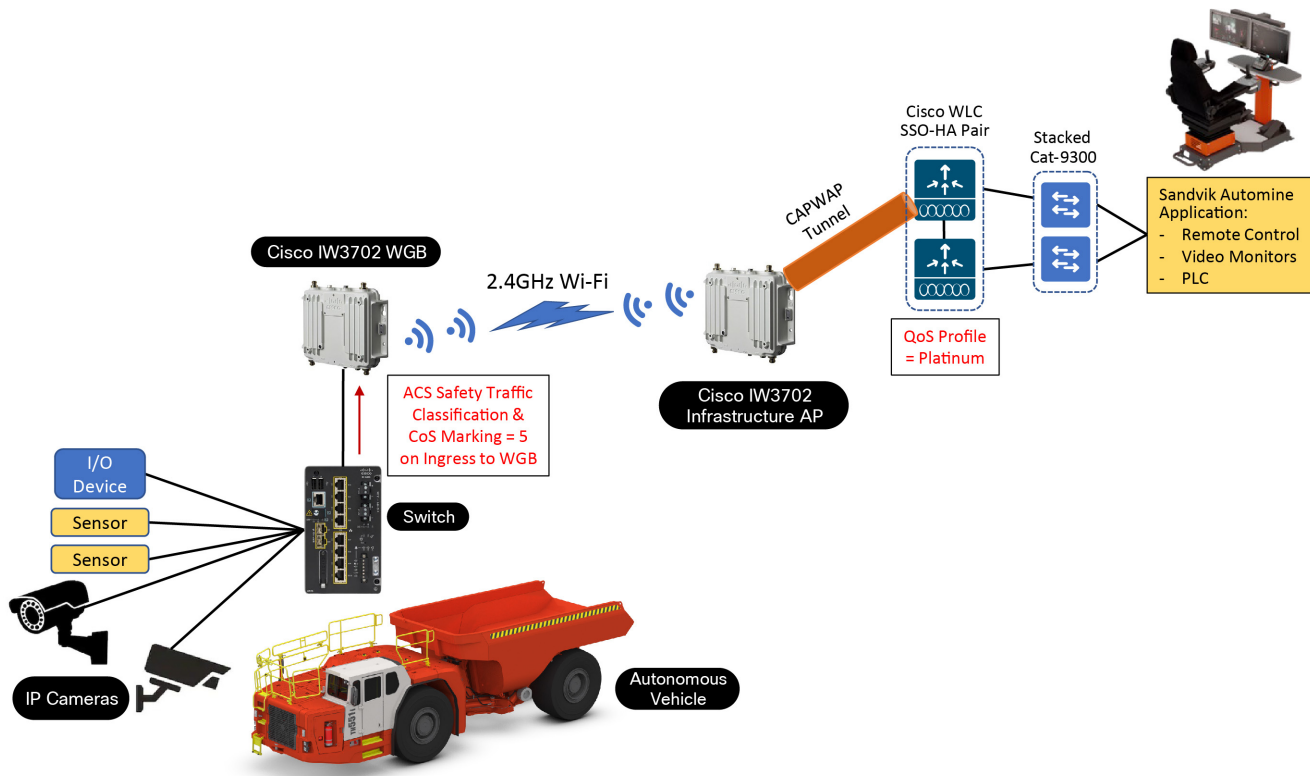 Cisco WLC
SSO-HA Pair
Stacked
Cat-9300
Sandvik Automine
Application:
- Remote Control
- Video Monitors
- PLC
CAPWAP
Tunnel
Cisco IW3702 WGB
2.4GHz Wi-Fi
QoS Profile
= Platinum
Cisco IW3702
Infrastructure AP
ACS Safety Traffic
Classification &
CoS Marking = 5
on Ingress to WGB
I/O
Device
Sensor
Sensor
Switch
IP Cameras
Autonomous
Vehicle